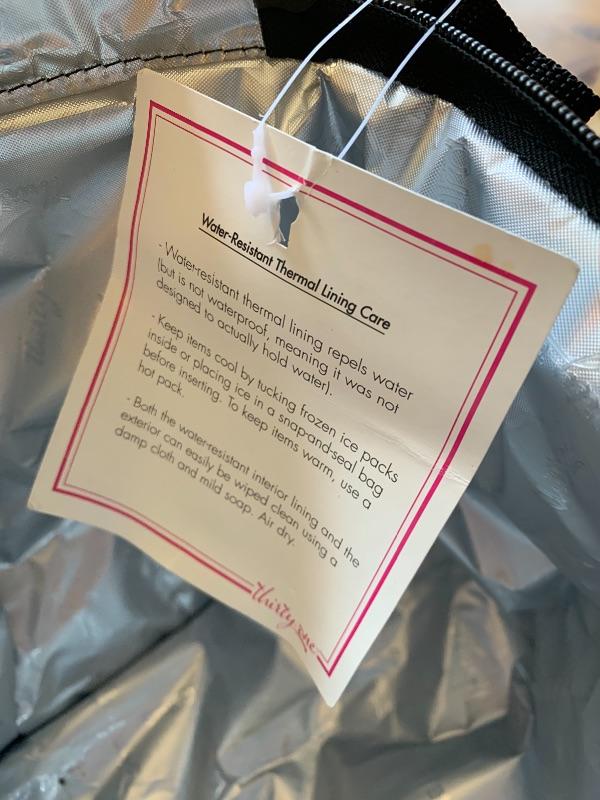 Water-Resistant Thermal Lining Care
- Water-resistant thermal lining repels water
(but is not waterproof, meaning it was not
designed to actually hold water).
- Keep items cool by tucking frozen ice packs
inside or placing ice in a snap-and-seal bag
before inserting. To keep items warm, use a
hot pack.
- Both the water-resistant interior lining and the
exterior can easily be wiped clean using a
damp cloth and mild soap. Air dry.
thirty-one